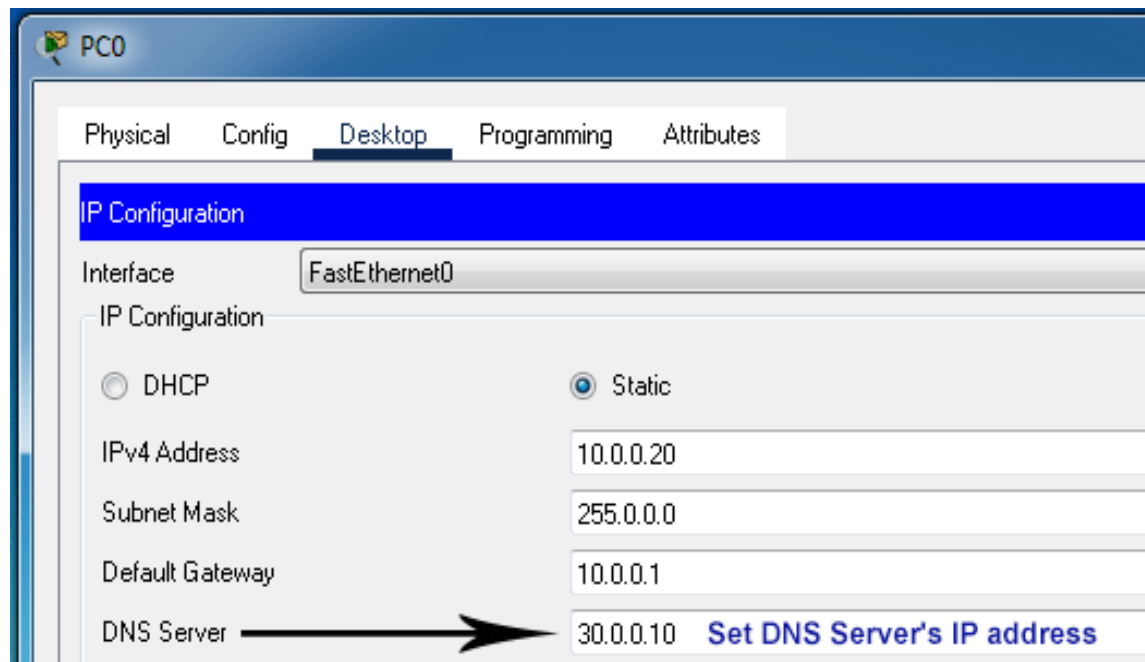 PC0
Physical Config Desktop Programming Attributes
IP Configuration
Interface FastEthernet0
IP Configuration
DHCP Static
IPv4 Address 10.0.0.20
Subnet Mask 255.0.0.0
Default Gateway 10.0.0.1
DNS Server 30.0.0.10 Set DNS Server's IP address